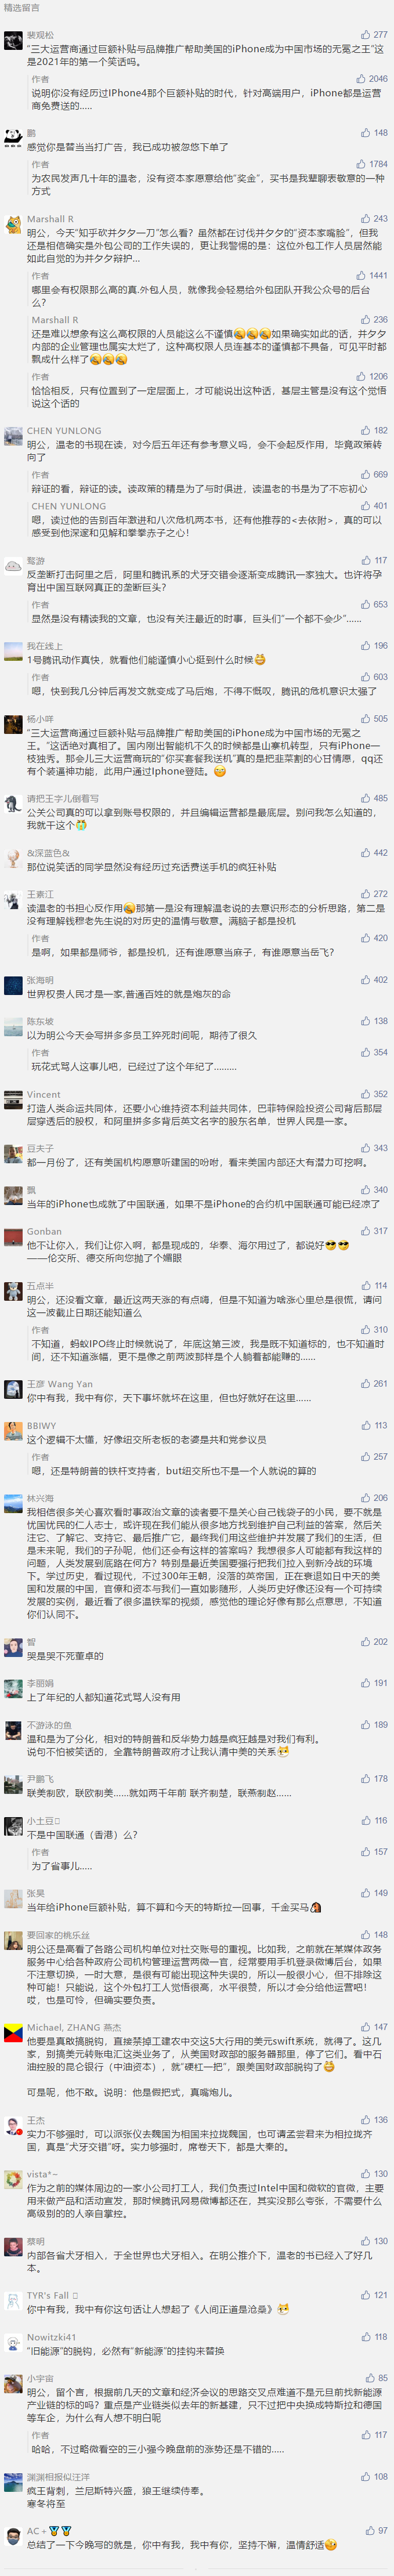 精选留言
裴观松 277
“三大运营商通过巨额补贴与品牌推广帮助美国的iPhone成为中国市场的无冕之王”这
是2021年的第一个笑话吗。
作者 2046
说明你没有经历过IPhone4那个巨额补贴的时代，针对高端用户，iPhone都是运营
商免费送的.....
鹏 148
感觉你是替当当打广告，我已成功被忽悠下单了
作者 1784
为农民发声几十年的温老，没有资本家愿意给他“奖金”，买书是我辈聊表敬意的一种
方式
Marshall R 243
明公，今天“知乎砍井夕夕一刀”怎么看？虽然都在讨伐井夕夕的“资本家嘴脸”，但我
还是相信确实是外包公司的工作失误的，更让我警惕的是：这位外包工作人员居然能
如此自觉的为井夕夕辩护...
作者 1441
哪里会有权限那么高的真.外包人员，就像我会轻易给外包团队开我公众号的后台
么？
Marshall R 236
还是难以想象有这么高权限的人员能这么不谨慎如果确实如此的话，井夕夕
内部的企业管理也属实太烂了，这种高权限人员连基本的谨慎都不具备，可见平时都
飘成什么样了
作者 1206
恰恰相反，只有位置到了一定层面上，才可能说出这种话，基层主管是没有这个觉悟
说这个话的
CHEN YUNLONG 182
明公，温老的书现在读，对今后五年还有参考意义吗，会不会起反作用，毕竟政策转
向了
作者 669
辩证的看，辩证的读。读政策的精是为了与时俱进，读温老的书是为了不忘初心
CHEN YUNLONG 401
嗯，读过他的告别百年激进和八次危机两本书，还有他推荐的<去依附>，真的可以
感受到他深邃和见解和拳拳赤子之心！
鹜游 117
反垄断打击阿里之后，阿里和腾讯系的犬牙交错会逐渐变成腾讯一家独大。也许将孕
育出中国互联网真正的垄断巨头？
作者 653
显然是没有精读我的文章，也没有关注最近的时事，巨头们“一个都不会少”......
我在线上 196
1号腾讯动作真快，就看他们能谨慎小心挺到什么时候
作者 603
嗯，快到我几分钟后再发文就变成了马后炮，不得不慨叹，腾讯的危机意识太强了
杨小咩 505
“三大运营商通过巨额补贴与品牌推广帮助美国的iPhone成为中国市场的无冕之
王。”这话绝对真相了。国内刚出智能机不久的时候都是山寨机转型，只有iPhone一
枝独秀。那会儿三大运营商玩的“你买套餐我送机”真的是把韭菜割的心甘情愿，qq还
有个装逼神功能，此用户通过Iphone登陆。
请把王字儿倒着写 485
公关公司真的可以拿到账号权限的，并且编辑运营都是最底层。别问我怎么知道的，
我就干这个
&深蓝色& 442
那位说笑话的同学显然没有经历过充话费送手机的疯狂补贴
王素江 272
读温老的书担心反作用那第一是没有理解温老说的去意识形态的分析思路，第二是
没有理解钱穆老先生说的对历史的温情与敬意。满脑子都是投机
作者 420
是啊，如果都是师爷，都是投机，还有谁愿意当麻子，有谁愿意当岳飞？
张海明 402
世界权贵人民才是一家,普通百姓的就是炮灰的命
陈东坡 138
以为明公今天会写拼多多员工猝死时间呢，期待了很久
作者 354
玩花式骂人这事儿吧，已经过了这个年纪了.........
Vincent 352
打造人类命运共同体，还要小心维持资本利益共同体，巴菲特保险投资公司背后那层
层穿透后的股权，和阿里拼多多背后英文名字的股东名单，世界人民是一家。
豆夫子 343
都一月份了，还有美国机构愿意听建国的吩咐，看来美国内部还大有潜力可挖啊。
飘 340
当年的iPhone也成就了中国联通，如果不是iPhone的合约机中国联通可能已经凉了
Gonban 317
他不让你入，我们让你入啊，都是现成的，华泰、海尔用过了，都说好
——伦交所、德交所向您抛了个媚眼
五点半 114
明公，还没看文章，最近这两天涨的有点嗨，但是不知道为啥涨心里总是很慌，请问
这一波截止日期还能知道么
作者 310
不知道，蚂蚁IPO终止时候就说了，年底这第三波，我是既不知道标的，也不知道时
间，还不知道涨幅，更不是像之前两波那样是个人躺着都能赚的......
王彦 Wang Yan 261
你中有我，我中有你，天下事坏就坏在这里，但也好就好在这里......
BBIWY 113
这个逻辑不太懂，好像纽交所老板的老婆是共和党参议员
作者 257
嗯，还是特朗普的铁杆支持者，but纽交所也不是一个人就说的算的
林兴海 206
我相信很多关心喜欢看时事政治文章的读者要不是关心自己钱袋子的小民，要不就是
忧国忧民的仁人志士，或许现在我们能从很多地方找到维护自己利益的答案，然后关
注它、了解它、支持它、最后推广它，最终我们用这些维护并发展了我们的生活，但
是未来呢，我们的子孙呢，他们还会有这样的答案吗？我想很多人可能都有我这样的
问题，人类发展到底路在何方？特别是最近美国要强行把我们拉入到新冷战的环境
下。学过历史，看过现代，不过300年王朝，没落的英帝国，正在衰退如日中天的美
国和发展的中国，官僚和资本与我们一直如影随形，人类历史好像还没有一个可持续
发展的实例，最近看了很多温铁军的视频，感觉他的理论好像有那么点意思，不知道
你们认同不。
智 202
哭是哭不死董卓的
李丽娟 191
上了年纪的人都知道花式骂人没有用
不游泳的鱼 189
温和是为了分化，相对的特朗普和反华势力越是疯狂越是对我们有利。
说句不怕被笑话的，全靠特朗普政府才让我认清中美的关系
尹鹏飞 178
联美制欧，联欧制美......就如两千年前 联齐制楚，联燕制赵......
小土豆 116
不是中国联通（香港）么？
作者 157
为了省事儿.....
张昊 149
当年给iPhone巨额补贴，算不算和今天的特斯拉一回事，千金买马
要回家的桃乐丝 148
明公还是高看了各路公司机构单位对社交账号的重视。比如我，之前就在某媒体政务
服务中心给各种政府公司机构管理运营两微一官，经常要用手机登录微博后台，如果
不注意切换，一时大意，是很有可能出现这种失误的，所以一般很小心，但不排除这
种可能！只能说，这个外包打工人觉悟很高，水平很赞，所以才会分给他运营吧！
哎，也是可怜，但确实要负责。
Michael, ZHANG 燕杰 147
他要是真敢搞脱钩，直接禁掉工建农中交这5大行用的美元swift系统，就得了。这几
家，别搞美元转账电汇这类业务了，从美国财政部的服务器那里，停了它们。看中石
油控股的昆仑银行（中油资本），就“硬杠一把”，跟美国财政部脱钩了
可是呢，他不敢。说明：他是假把式，真嘴炮儿。
王杰 136
实力不够强时，可以派张仪去魏国为相国来拉拢魏国，也可请孟尝君来为相拉拢齐
国，真是“犬牙交错”呀。实力够强时，席卷天下，都是大秦的。
vista*~ 130
作为之前的媒体周边的一家小公司打工人，我们负责过Intel中国和微软的官微，主要
用来做产品和活动宣发，那时候腾讯网易微博都还在，其实没那么夸张，不需要什么
高级别的的人亲自掌控。
蔡明 130
内部各省犬牙相入，于全世界也犬牙相入。在明公推介下，温老的书已经入了好几
本。
TYR's Fall 121
你中有我，我中有你这句话让人想起了《人间正道是沧桑》
Nowitzki41 118
“旧能源”的脱钩，必然有“新能源”的挂钩来替换
小宇宙 85
明公，留个言，根据前几天的文章和经济会议的思路交叉点难道不是元旦前找新能源
产业链的标的吗？重点是产业链类似去年的新基建，只不过把中央换成特斯拉和德国
等车企，为什么有人想不明白呢
作者 117
哈哈，不过略微看空的三小强今晚盘前的涨势还是不错的.....
渊渊相报似汪洋 108
疯王背刺，兰尼斯特兴盛，狼王继续侍奉。
寒冬将至
AC + 97
总结了一下今晚写的就是，你中有我，我中有你，坚持不懈，温情舒适